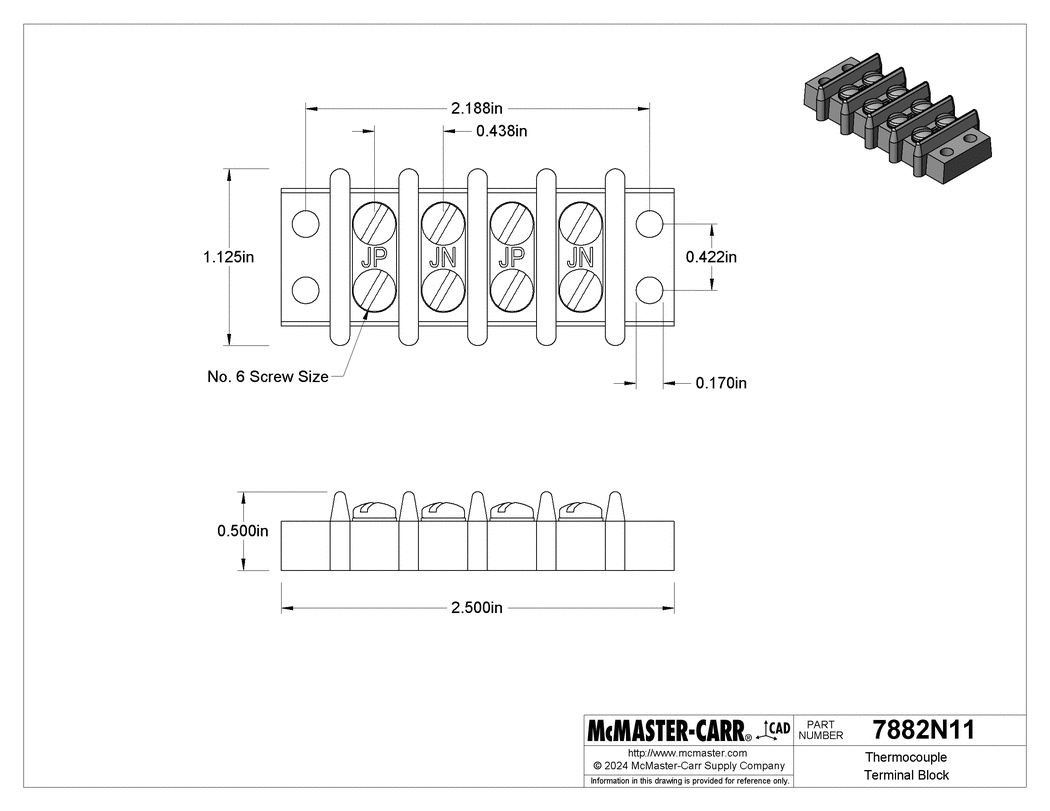 2.188in
0.438in
1.125in
JP JN JP JN
0.422in
No. 6 Screw Size
0.170in
0.500in
2.500in
McMASTER-CARR® CAD
http://www.mcmaster.com
© 2024 McMaster-Carr Supply Company
Information in this drawing is provided for reference only.
PART
NUMBER
7882N11
Thermocouple
Terminal Block